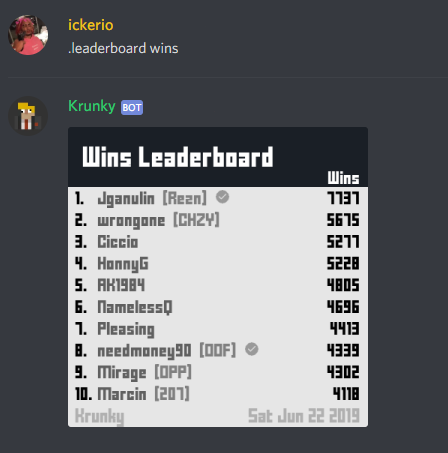 ickerio
.leaderboard wins
Krunky BOT
Wins Leaderboard
Wins
1. Jganulin [Rezn] 7737
2. wrongone [CHZY] 5675
3. Ciccio 5277
4. HonnyG 5228
5. AK1984 4805
6. NamelessQ 4696
7. Pleasing 4413
8. needmoney90 [OOF] 4339
9. Mirage [OPP] 4302
10. Marcin [207] 4118
Krunky Sat Jun 22 2019